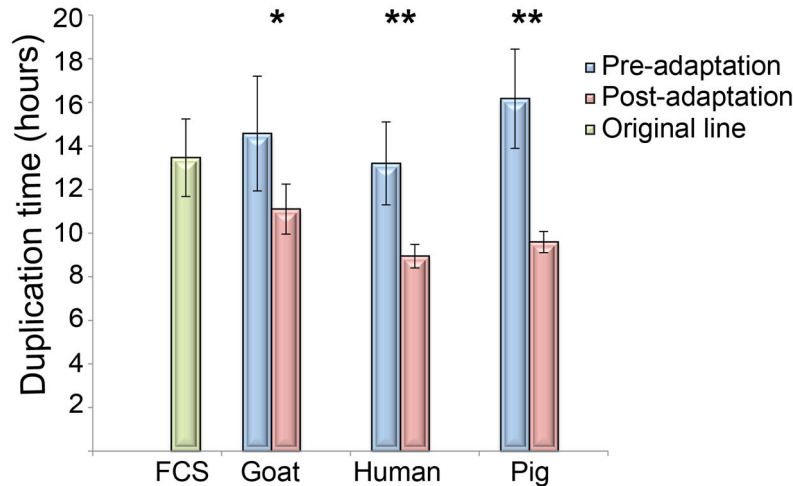 * ** **
Pre-adaptation
Post-adaptation
Original line
Duplication time (hours)
20
18
16
14
12
10
8
6
4
2
FCS Goat Human Pig